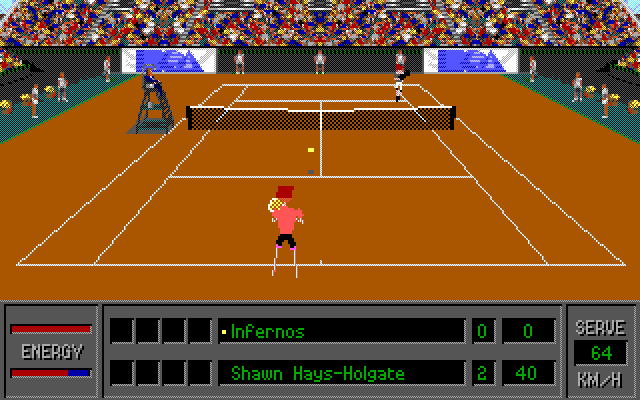 Infernos 0 0
SERVE
64
KM/H
ENERGY
Shawn Hays-Holgate 2 40